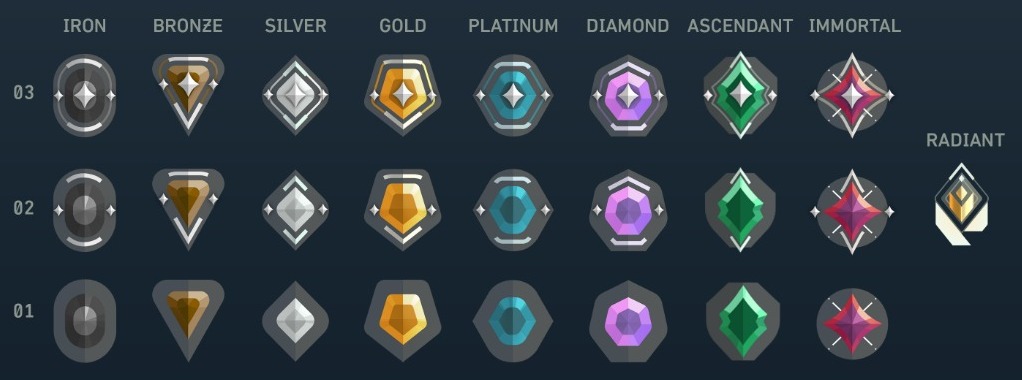 IRON BRONZE SILVER GOLD PLATINUM DIAMOND ASCENDANT IMMORTAL
03
RADIANT
02
01